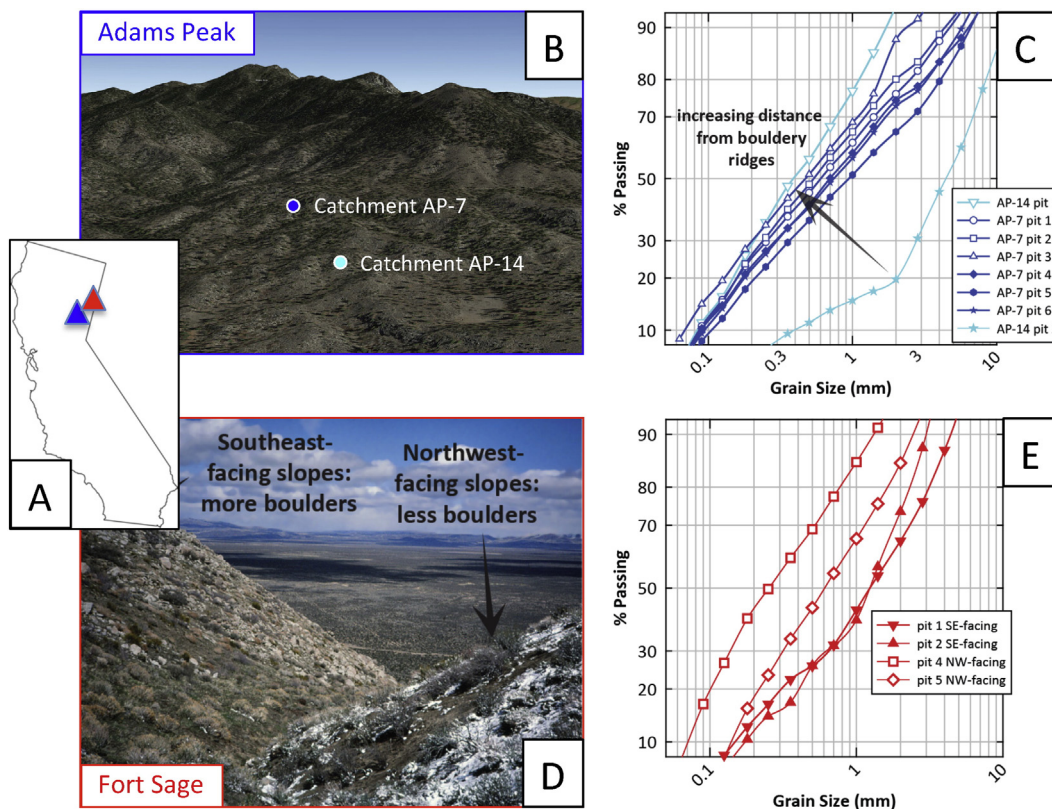 Adams Peak
B
Catchment AP-7
Catchment AP-14
A
C
90
80
70
50
30
20
10
% Passing
increasing distance
from bouldery
ridges
AP-14 pit
AP-7 pit 1
AP-7 pit 2
AP-7 pit 3
AP-7 pit 4
AP-7 pit 5
AP-7 pit 6
AP-14 pit
0.1
0.3
1
3
10
Grain Size (mm)
Southeast-
facing slopes:
more boulders
Northwest-
facing slopes:
less boulders
Fort Sage
D
E
90
80
70
50
30
20
10
% Passing
pit 1 SE-facing
pit 2 SE-facing
pit 4 NW-facing
pit 5 NW-facing
0.1
1
10
Grain Size (mm)